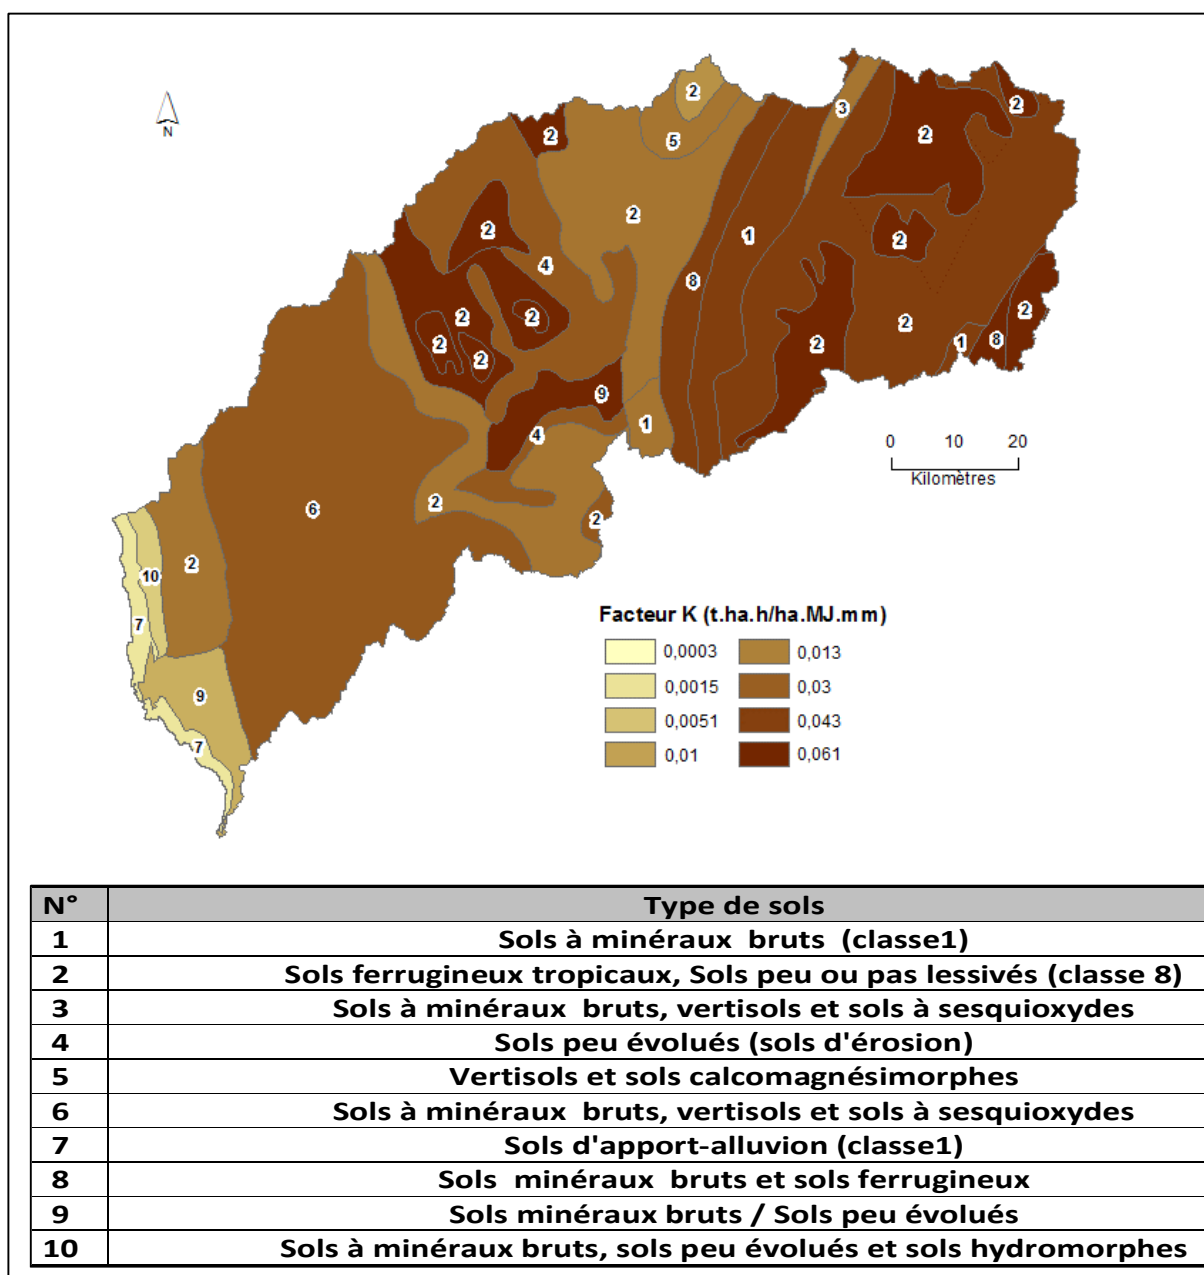 N
2
2
3
2
2
5
2
2
2
1
2
4
8
2
2
2
2
2
2
2
2
1
8
9
1
4
0 10 20
Kilomètres
6
2
2
2
10
7
9
7
Facteur K (t.ha.h/ha.MJ.mm)
0,0003 0,013
0,0015 0,03
0,0051 0,043
0,01 0,061
N° Type de sols
1 Sols à minéraux bruts (classe1)
2 Sols ferrugineux tropicaux, Sols peu ou pas lessivés (classe 8)
3 Sols à minéraux bruts, vertisols et sols à sesquioxydes
4 Sols peu évolués (sols d'érosion)
5 Vertisols et sols calcomagnésimorphes
6 Sols à minéraux bruts, vertisols et sols à sesquioxydes
7 Sols d'apport-alluvion (classe1)
8 Sols minéraux bruts et sols ferrugineux
9 Sols minéraux bruts / Sols peu évolués
10 Sols à minéraux bruts, sols peu évolués et sols hydromorphes